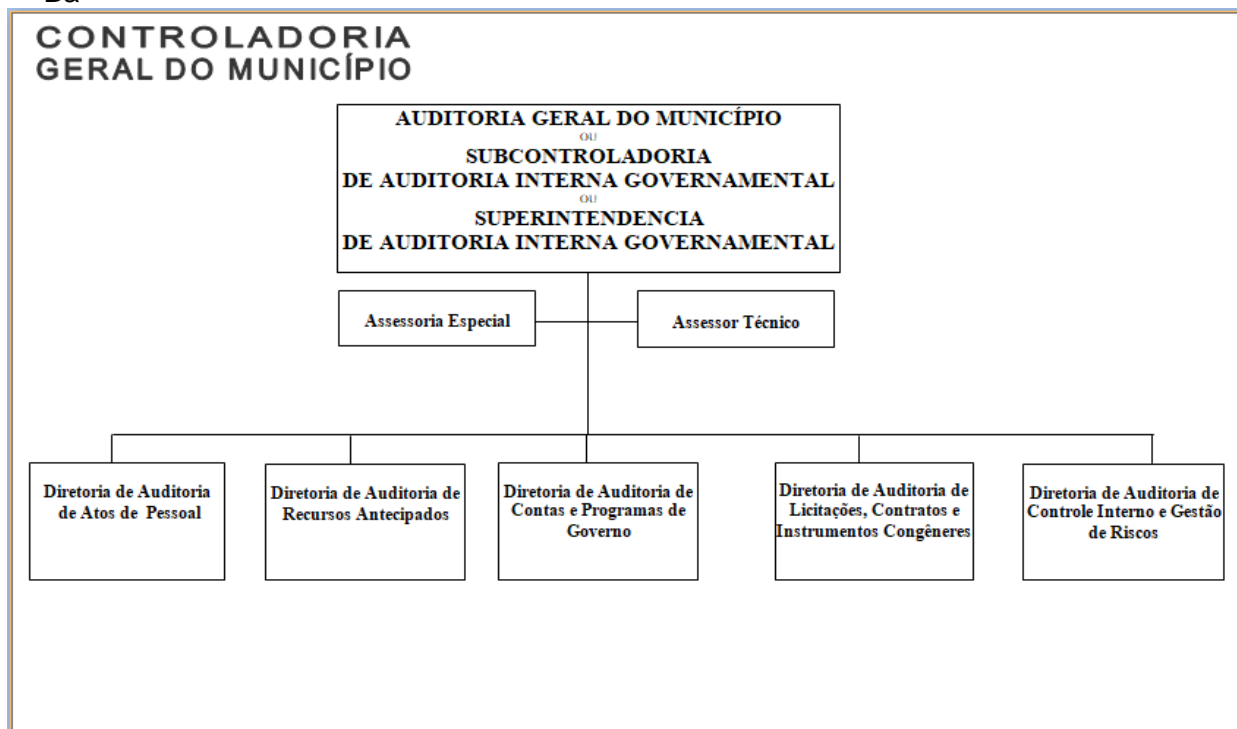 Da
CONTROLADORIA
GERAL DO MUNICÍPIO
AUDITORIA GERAL DO MUNICÍPIO
OU
SUBCONTROLADORIA
DE AUDITORIA INTERNA GOVERNAMENTAL
OU
SUPERINTENDENCIA
DE AUDITORIA INTERNA GOVERNAMENTAL
Assessoria Especial
Assessor Técnico
Diretoria de Auditoria
de Atos de Pessoal
Diretoria de Auditoria de
Recursos Antecipados
Diretoria de Auditoria de
Contas e Programas de
Governo
Diretoria de Auditoria de
Licitações, Contratos e
Instrumentos Congêneres
Diretoria de Auditoria de
Controle Interno e Gestão
de Riscos